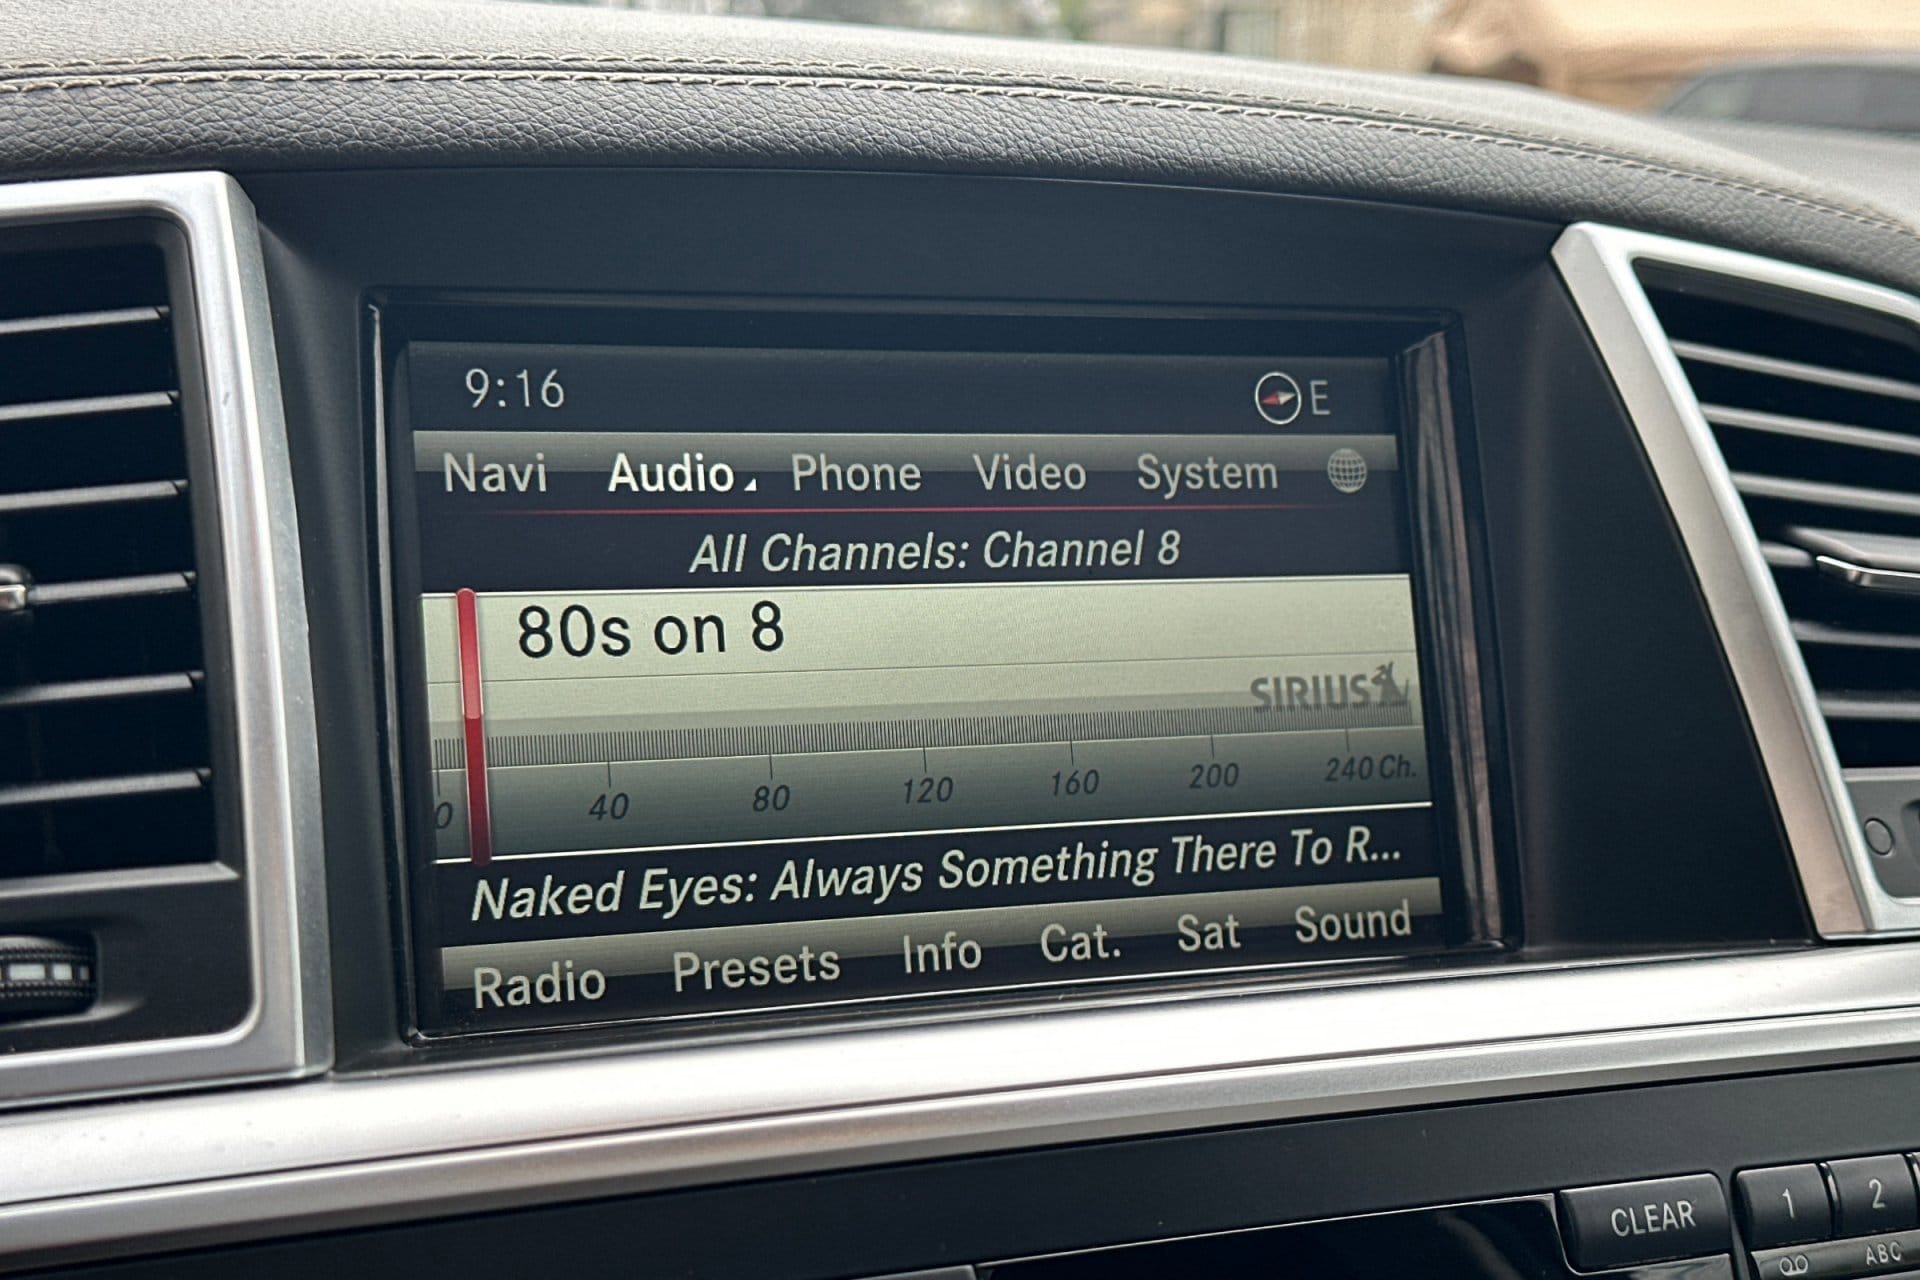 9:16 E
Navi Audio Phone Video System
All Channels: Channel 8
80s on 8
SIRIUS
0 40 80 120 160 200 240 Ch.
Naked Eyes: Always Something There To R...
Radio Presets Info Cat. Sat Sound
CLEAR 1 2
ABC